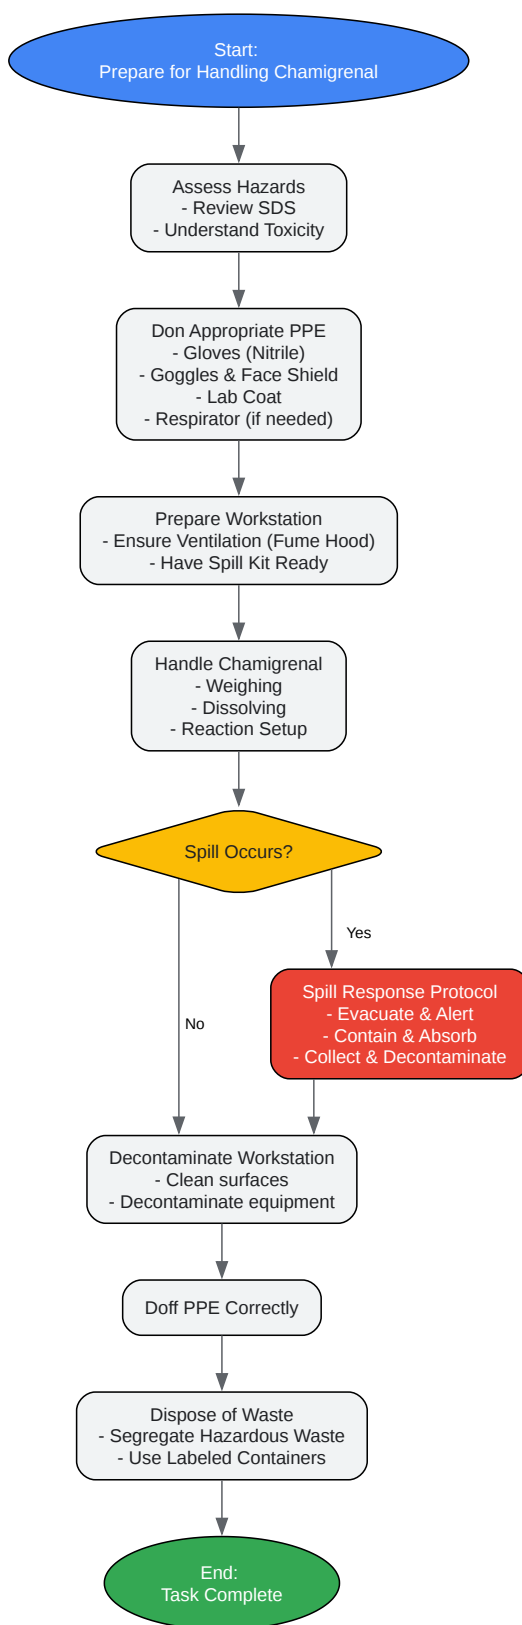 Start:
Prepare for Handling Chamigrenal
Assess Hazards
- Review SDS
- Understand Toxicity
Don Appropriate PPE
- Gloves (Nitrile)
- Goggles & Face Shield
- Lab Coat
- Respirator (if needed)
Prepare Workstation
- Ensure Ventilation (Fume Hood)
- Have Spill Kit Ready
Handle Chamigrenal
- Weighing
- Dissolving
- Reaction Setup
Spill Occurs?
Yes
Spill Response Protocol
- Evacuate & Alert
- Contain & Absorb
- Collect & Decontaminate
No
Decontaminate Workstation
- Clean surfaces
- Decontaminate equipment
Doff PPE Correctly
Dispose of Waste
- Segregate Hazardous Waste
- Use Labeled Containers
End:
Task Complete